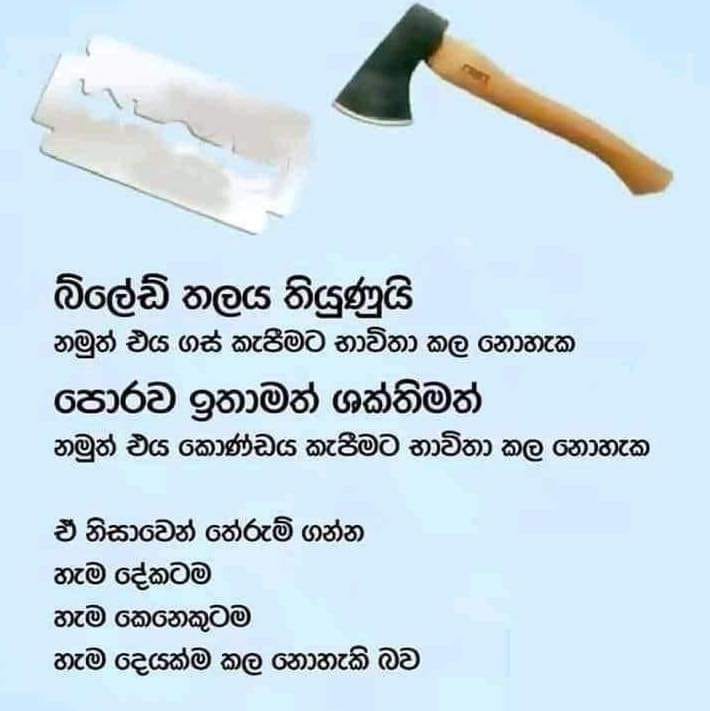 බ්ලේඩ් තලය තියුණුයි
නමුත් එය ගස් කැපීමට භාවිතා කල නොහැක
පොරව ඉතාමත් ශක්තිමත්
නමුත් එය කොණ්ඩය කැපීමට භාවිතා කල නොහැක
ඒ නිසාවෙන් තේරුම් ගන්න
හැම දේකටම
හැම කෙනෙකුටම
හැම දෙයක්ම කල නොහැකි බව